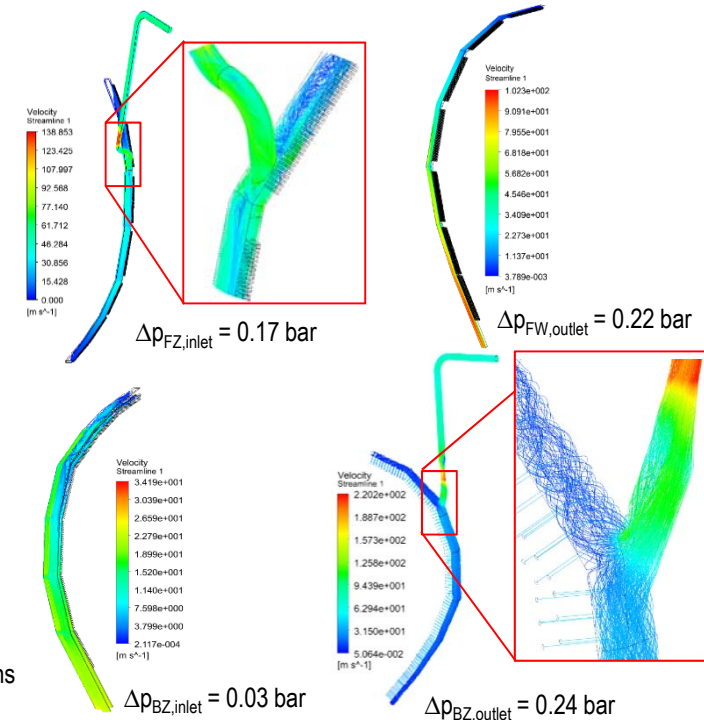 Velocity
Streamline 1
138.853
123.425
107.997
92.568
77.140
61.712
46.284
30.856
15.428
0.000
[m s^-1]
Δp_FZ,inlet = 0.17 bar
Velocity
Streamline 1
1.023e+002
9.091e+001
7.955e+001
6.818e+001
5.682e+001
4.546e+001
3.409e+001
2.273e+001
1.137e+001
3.789e-003
[m s^-1]
Δp_FW,outlet = 0.22 bar
Velocity
Streamline 1
3.419e+001
3.039e+001
2.659e+001
2.279e+001
1.899e+001
1.520e+001
1.140e+001
7.598e+000
3.799e+000
2.117e-004
[m s^-1]
ns
Δp_BZ,inlet = 0.03 bar
Velocity
Streamline 1
2.202e+002
1.887e+002
1.573e+002
1.258e+002
9.439e+001
6.294e+001
3.150e+001
5.064e-002
[m s^-1]
Δp_BZ,outlet = 0.24 bar